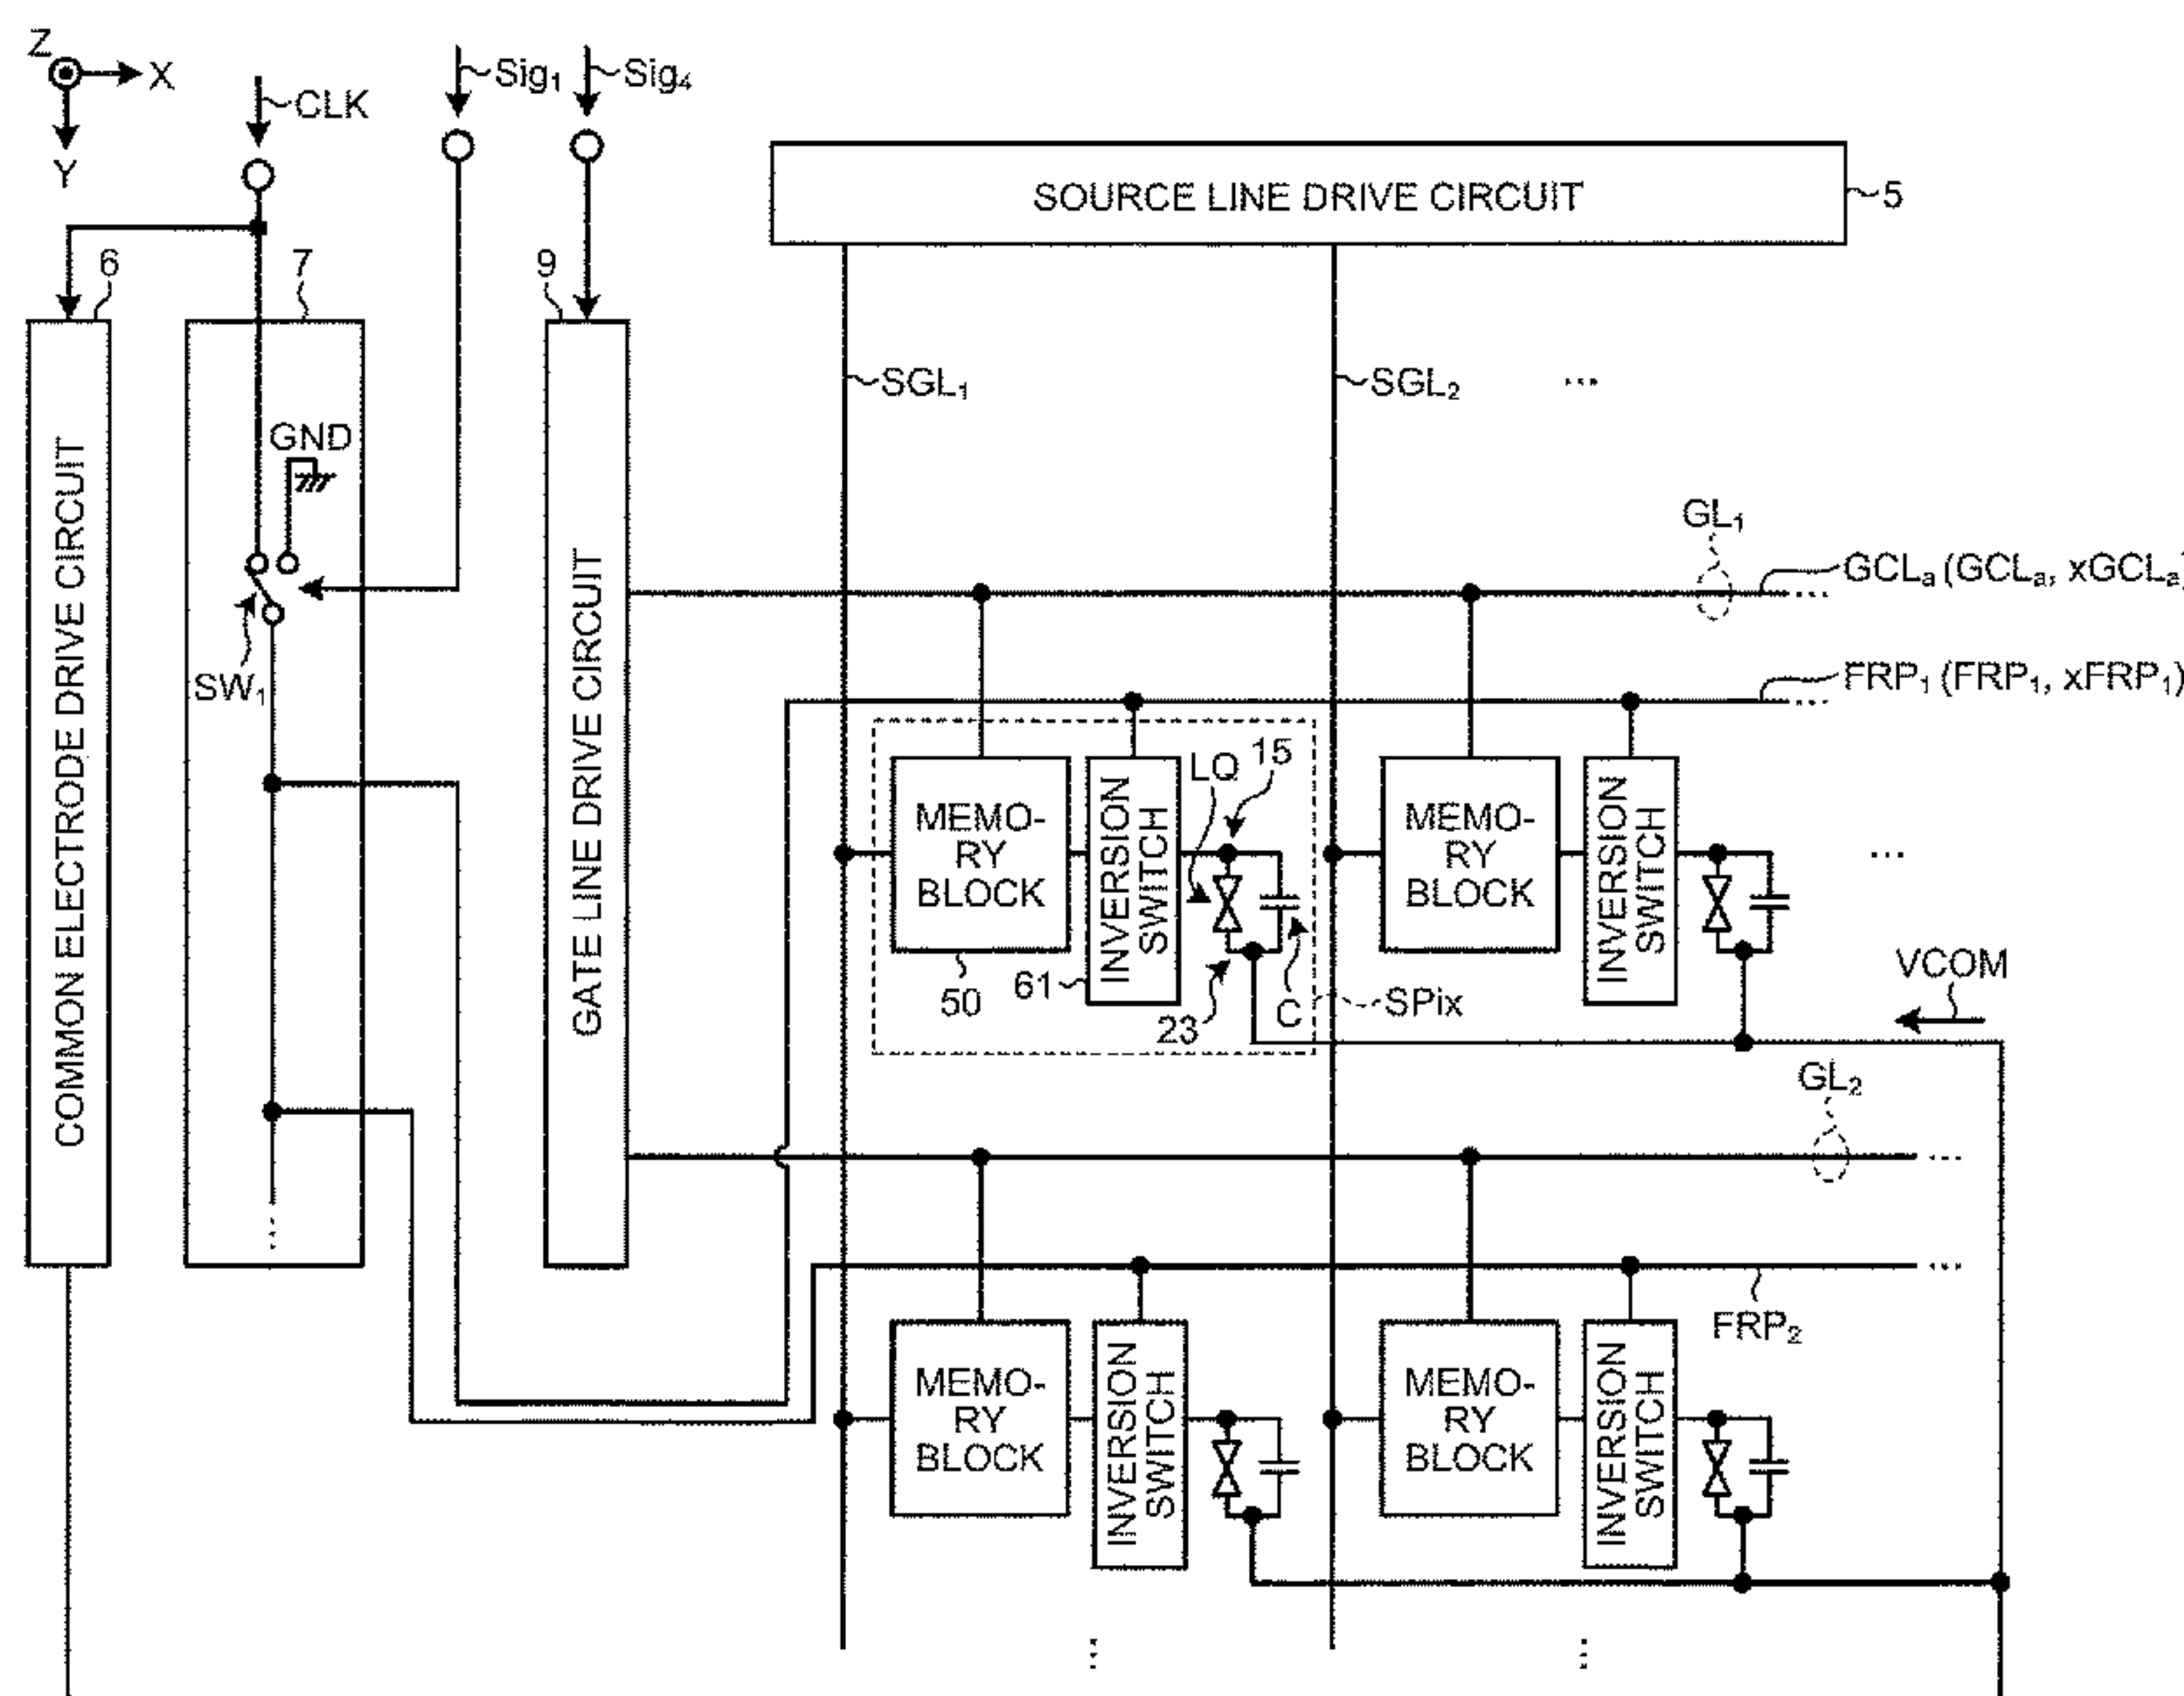 Z
X
Y
CLK
Sig₁
Sig₄
SOURCE LINE DRIVE CIRCUIT
5
6
7
9
SGL₁
SGL₂
...
COMMON ELECTRODE DRIVE CIRCUIT
GND
SW₁
GATE LINE DRIVE CIRCUIT
GL₁
GCLₐ (GCLₐ, xGCLₐ)
...
FRP₁ (FRP₁, xFRP₁)
...
MEMO-
RY
BLOCK
INVERSION
SWITCH
LQ
15
50
61
23
C
SPix
MEMO-
RY
BLOCK
INVERSION
SWITCH
...
VCOM
GL₂
...
...
FRP₂
...
MEMO-
RY
BLOCK
INVERSION
SWITCH
MEMO-
RY
BLOCK
INVERSION
SWITCH
...
...